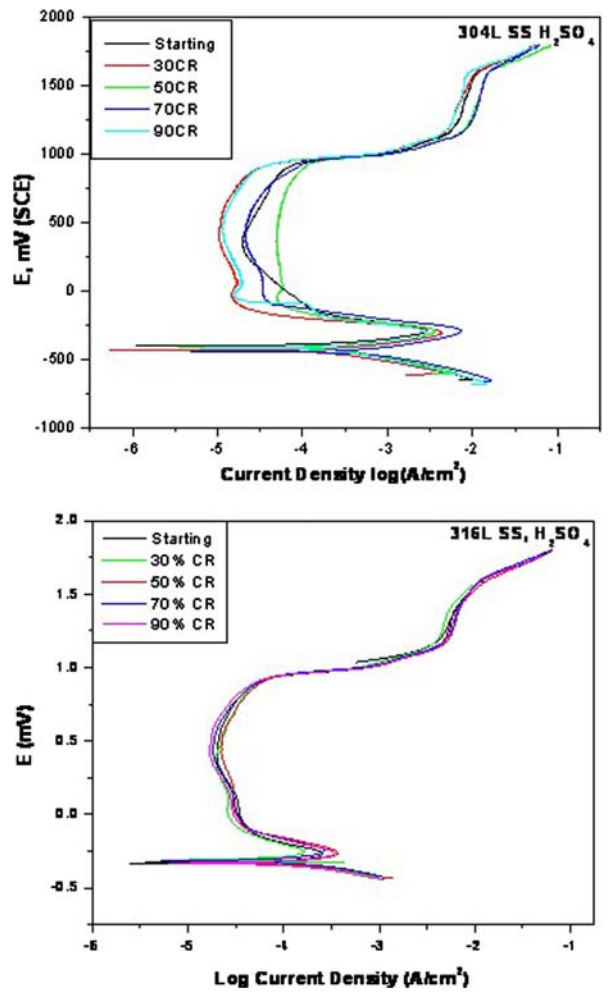 304L SS H₂SO₄
Starting
30CR
50CR
70CR
90CR
E, mV (SCE)
2000
1500
1000
500
0
-500
-1000
-6 -5 -4 -3 -2 -1
Current Density log(A/cm²)
316L SS, H₂SO₄
Starting
30% CR
50% CR
70% CR
90% CR
E (mV)
2.0
1.5
1.0
0.5
0.0
-0.5
-6 -5 -4 -3 -2 -1
Log Current Density (A/cm²)